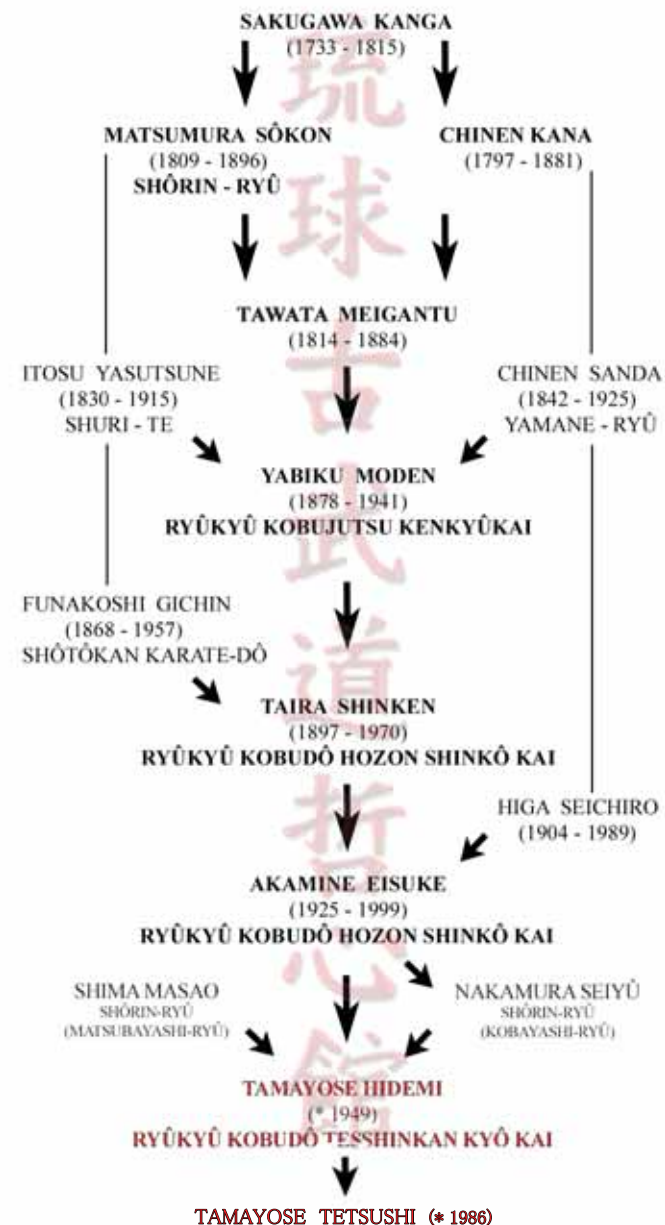 SAKUGAWA KANGA
(1733 - 1815)
MATSUMURA SÔKON
(1809 - 1896)
SHÔRIN - RYÛ
CHINEN KANA
(1797 - 1881)
TAWATA MEIGANTU
(1814 - 1884)
ITOSU YASUTSUNE
(1830 - 1915)
SHURI - TE
CHINEN SANDA
(1842 - 1925)
YAMANE - RYÛ
YABIKU MODEN
(1878 - 1941)
RYÛKYÛ KOBUJUTSU KENKYÛKAI
FUNAKOSHI GICHIN
(1868 - 1957)
SHÔTÔKAN KARATE-DÔ
TAIRA SHINKEN
(1897 - 1970)
RYÛKYÛ KOBUDÔ HOZON SHINKÔ KAI
HIGA SEICHIRO
(1904 - 1989)
AKAMINE EISUKE
(1925 - 1999)
RYÛKYÛ KOBUDÔ HOZON SHINKÔ KAI
SHIMA MASAO
SHÔRIN-RYÛ
(MATSUBAYASHI-RYÛ)
NAKAMURA SEIYÛ
SHÔRIN-RYÛ
(KOBAYASHI-RYÛ)
TAMAYOSE HIDEMI
(* 1949)
RYÛKYÛ KOBUDÔ TESSHINKAN KYÔ KAI
TAMAYOSE TETSUSHI (* 1986)
琉球古武道哲心館